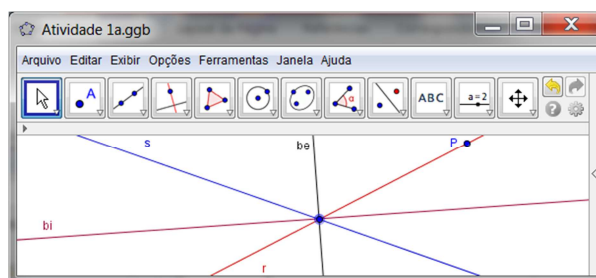 Atividade 1a.ggb
Arquivo Editar Exibir Opções Ferramentas Janela Ajuda
A α ABC a=2
s be P
bi
r